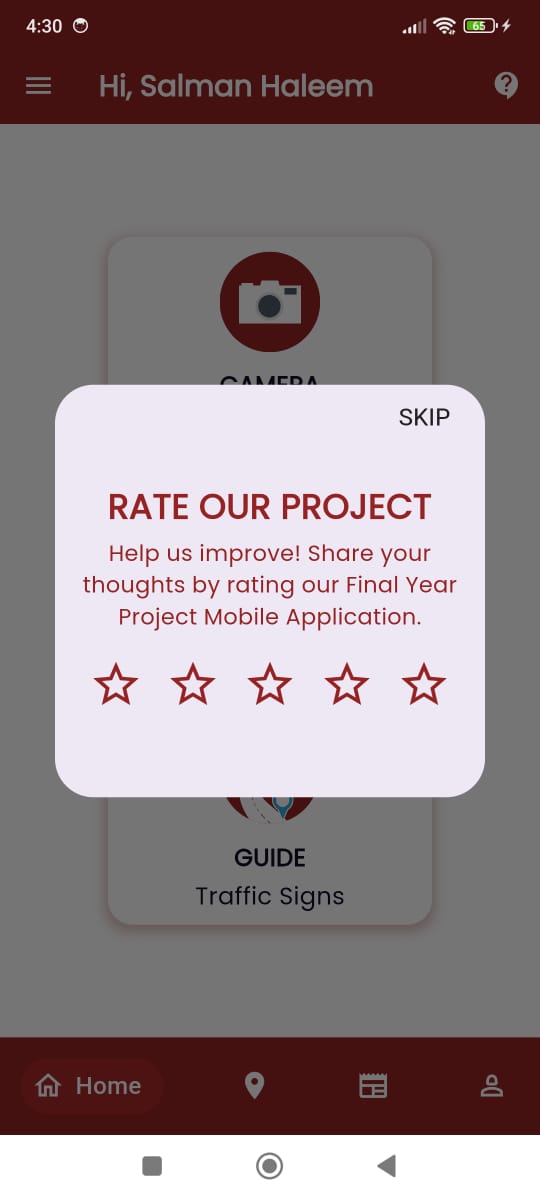 4:30
65
Hi, Salman Haleem
CAMERA
SKIP
RATE OUR PROJECT
Help us improve! Share your
thoughts by rating our Final Year
Project Mobile Application.
GUIDE
Traffic Signs
Home